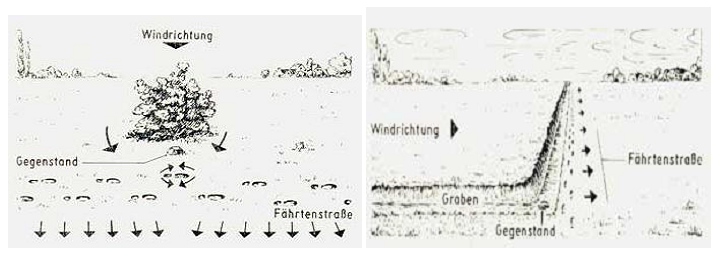 Windrichtung
Gegenstand
Fährtenstraße
Windrichtung
Fährtenstraße
Graben
Gegenstand